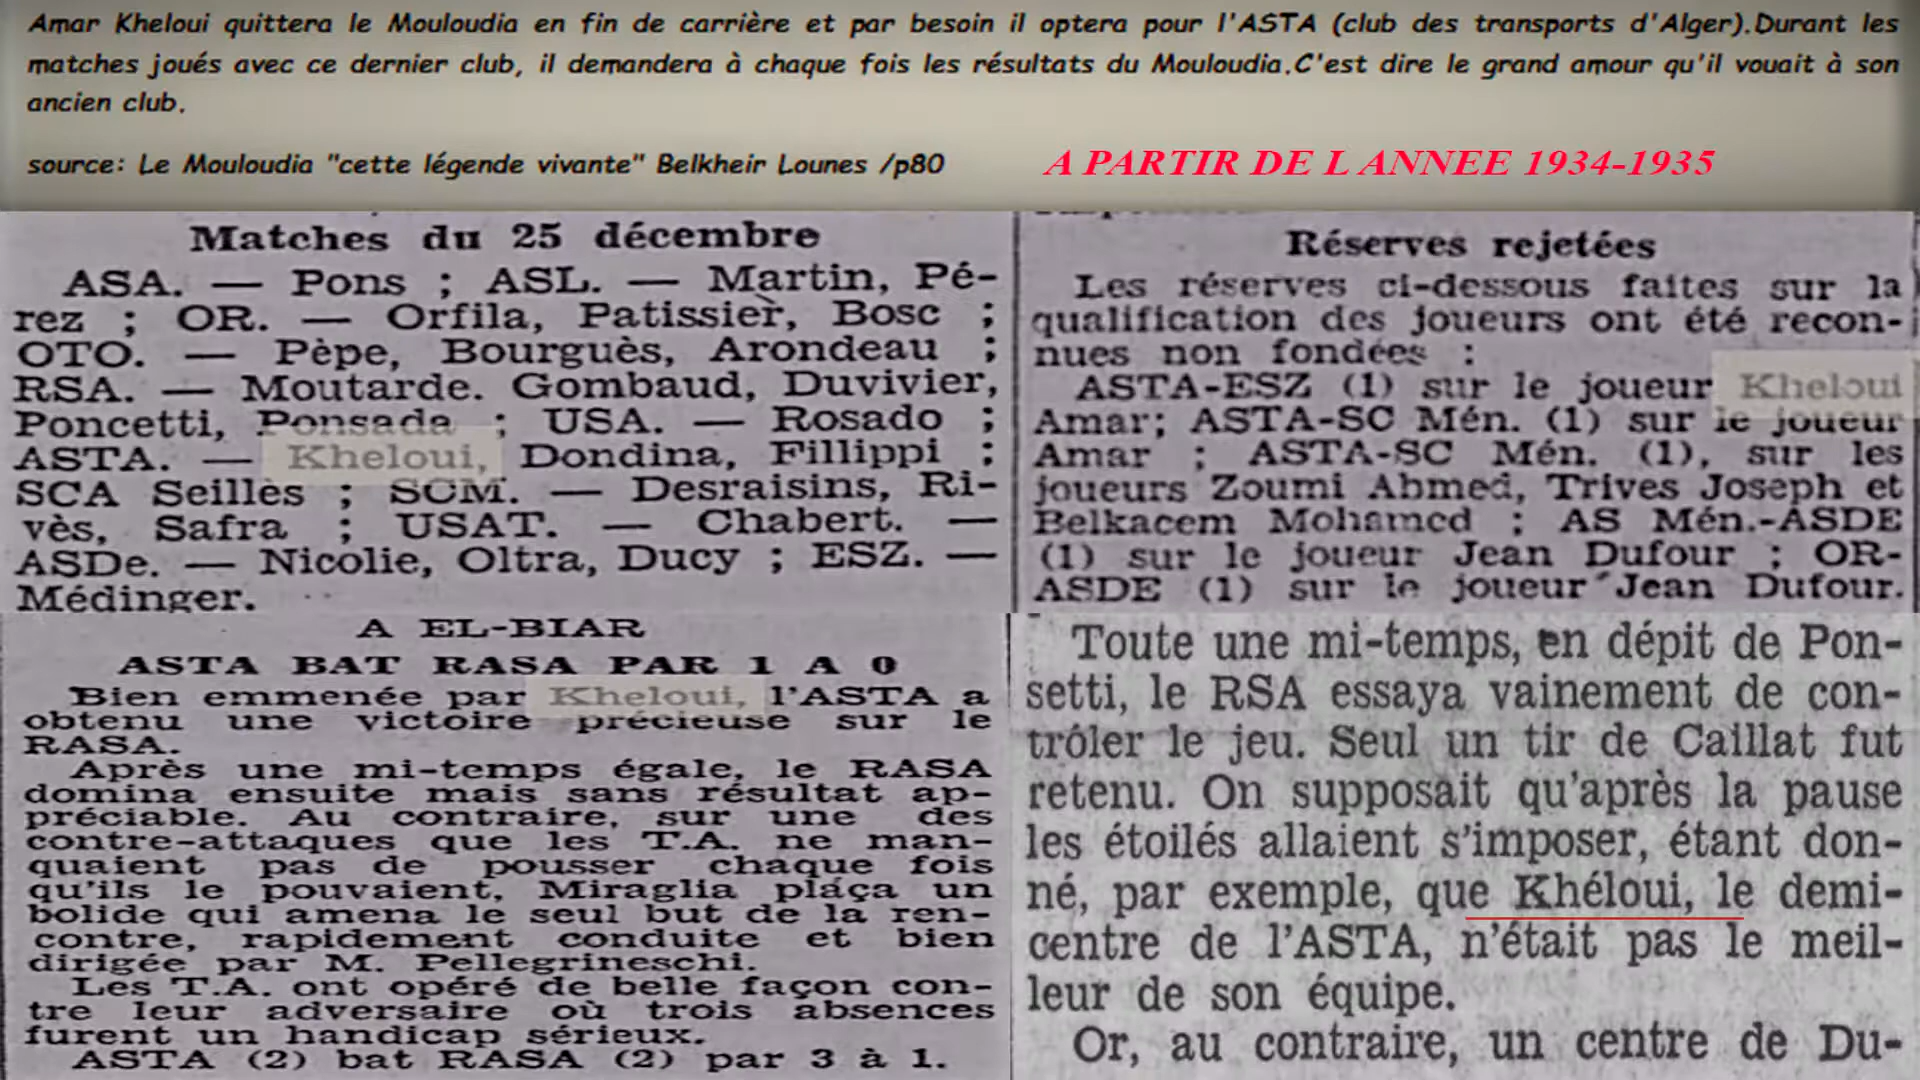 Amar Kheloui quittera le Mouloudia en fin de carrière et par besoin il optera pour l'ASTA (club des transports d'Alger).Durant les
matches joués avec ce dernier club, il demandera à chaque fois les résultats du Mouloudia.C'est dire le grand amour qu'il vouait à son
ancien club.
source: Le Mouloudia "cette légende vivante" Belkheir Lounes /p80
A PARTIR DE L ANNEE 1934-1935
Matches du 25 décembre
ASA. — Pons ; ASL. — Martin, Pé-
rez ; OR. — Orfila, Patissier, Bosc ;
OTO. — Pèpe, Bourguès, Arondeau ;
RSA. — Moutarde. Gombaud, Duvivier,
Poncetti, Ponsada ; USA. — Rosado ;
ASTA. — Kheloui, Dondina, Fillippi ;
SCA Seillès ; SCM. — Desraisins, Ri-
vès, Safra ; USAT. — Chabert. —
ASDe. — Nicolie, Oltra, Ducy ; ESZ. —
Médinger.
Réserves rejetées
Les réserves ci-dessous faites sur la
qualification des joueurs ont été recon-
nues non fondées :
ASTA-ESZ (1) sur le joueur Kheloui
Amar; ASTA-SC Mén. (1) sur le joueur
Amar ; ASTA-SC Mén. (1), sur les
joueurs Zoumi Ahmed, Trives Joseph et
Belkacem Mohamed ; AS Mén.-ASDE
(1) sur le joueur Jean Dufour ; OR-
ASDE (1) sur le joueur Jean Dufour.
A EL-BIAR
ASTA BAT RASA PAR 1 A 0
Bien emmenée par Kheloui, l'ASTA a
obtenu une victoire précieuse sur le
RASA.
Après une mi-temps égale, le RASA
domina ensuite mais sans résultat ap-
préciable. Au contraire, sur une des
contre-attaques que les T.A. ne man-
quaient pas de pousser chaque fois
qu'ils le pouvaient, Miraglia plaça un
bolide qui amena le seul but de la ren-
contre, rapidement conduite et bien
dirigée par M. Pellegrineschi.
Les T.A. ont opéré de belle façon con-
tre leur adversaire où trois absences
furent un handicap sérieux.
ASTA (2) bat RASA (2) par 3 à 1.
Toute une mi-temps, en dépit de Pon-
setti, le RSA essaya vainement de con-
trôler le jeu. Seul un tir de Caillat fut
retenu. On supposait qu'après la pause
les étoilés allaient s'imposer, étant don-
né, par exemple, que Khéloui, le demi-
centre de l'ASTA, n'était pas le meil-
leur de son équipe.
Or, au contraire, un centre de Du-